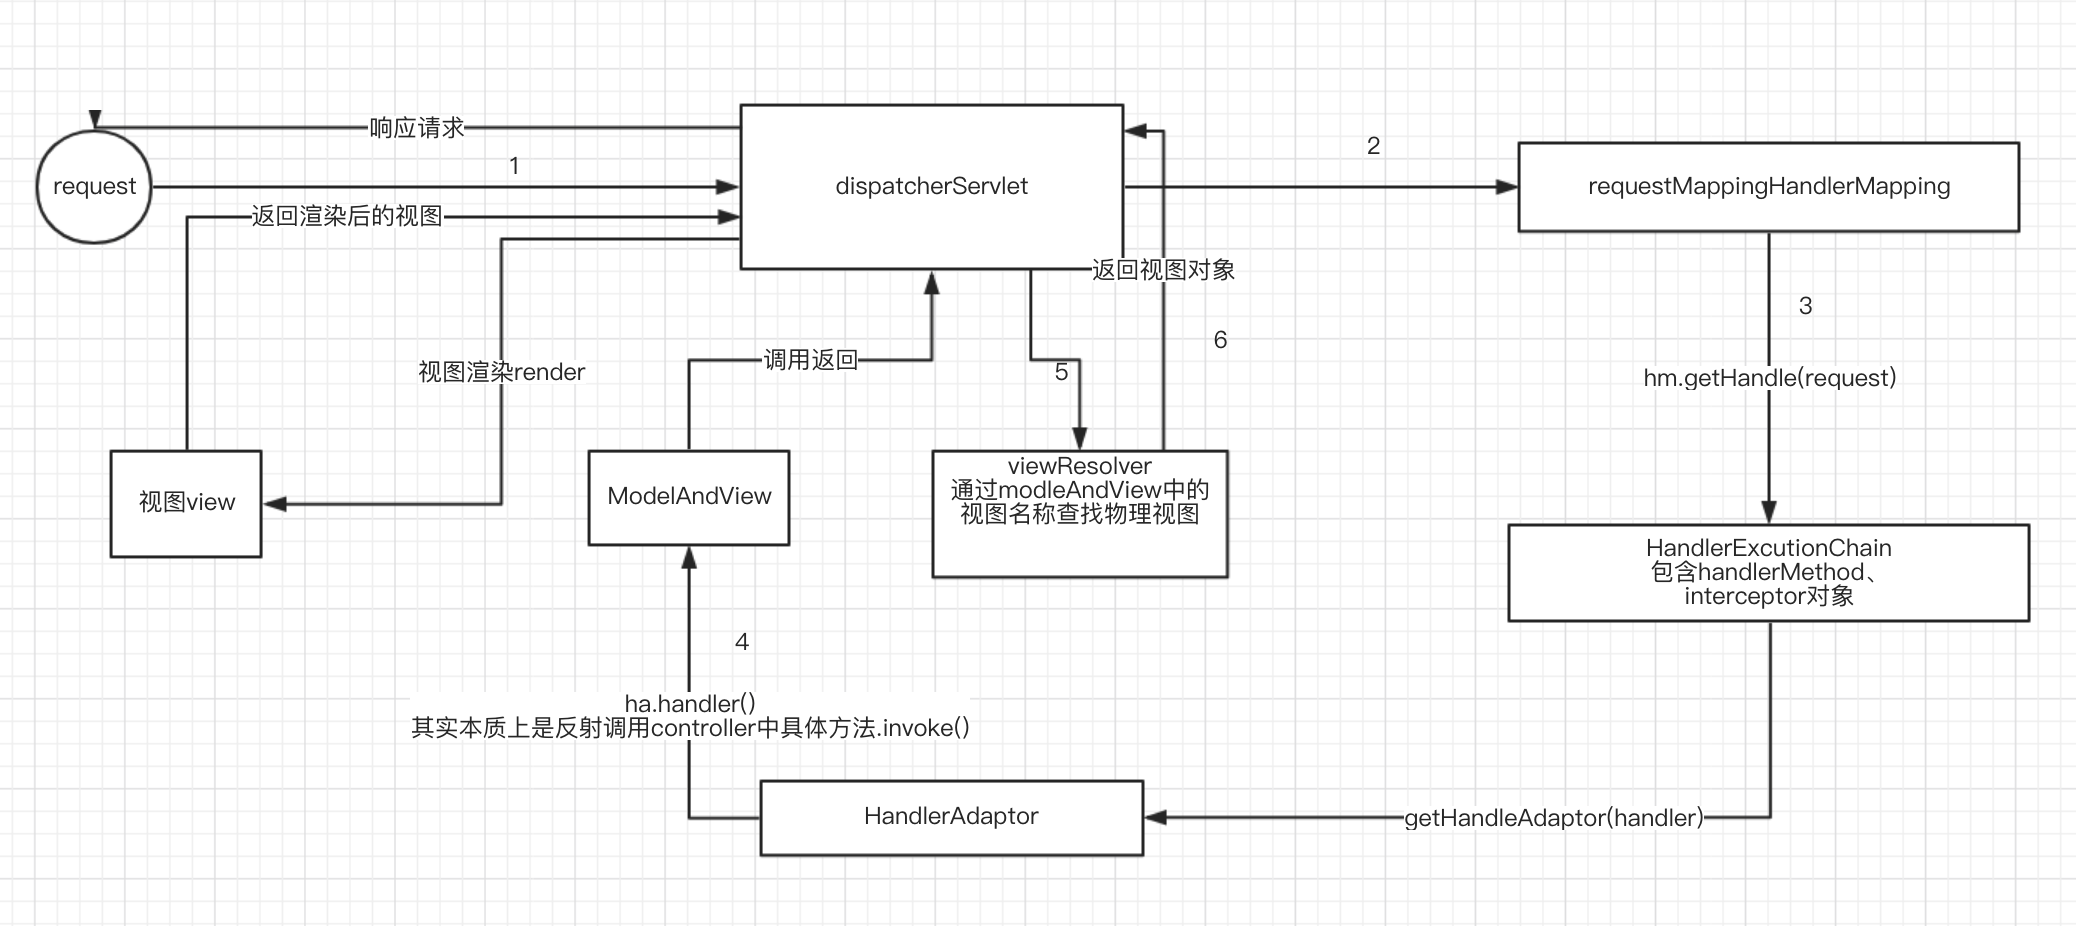 响应请求
1
2
request
dispatcherServlet
requestMappingHandlerMapping
返回渲染后的视图
返回视图对象
3
6
视图渲染render
调用返回
5
hm.getHandle(request)
视图view
ModelAndView
viewResolver
通过modleAndView中的
视图名称查找物理视图
HandlerExcutionChain
包含handlerMethod、
interceptor对象
4
ha.handler()
其实本质上是反射调用controller中具体方法.invoke()
HandlerAdaptor
getHandleAdaptor(handler)